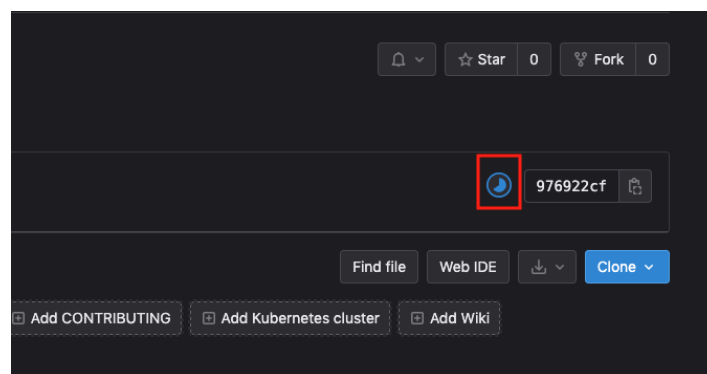 Star 0 Fork 0
976922cf
Find file Web IDE Clone
Add CONTRIBUTING Add Kubernetes cluster Add Wiki